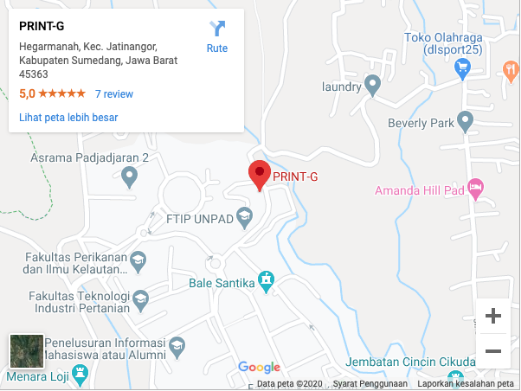 PRINT-G
Hegarmanah, Kec. Jatinangor,
Kabupaten Sumedang, Jawa Barat
45363
5,0
7 review
Lihat peta lebih besar
Rute
Toko Olahraga
(dlsport25)
laundry
Beverly Park
Asrama Padjadjaran 2
PRINT-G
Amanda Hill Pad
FTIP UNPAD
Fakultas Perikanan
dan Ilmu Kelautan...
Bale Santika
Fakultas Teknologi
Industri Pertanian
Penelusuran Informasi
Mahasiswa atau Alumni
Menara Loji
Jembatan Cincin Cikuda
+
−
Google
Data peta ©2020
Syarat Penggunaan
Laporkan kesalahan peta